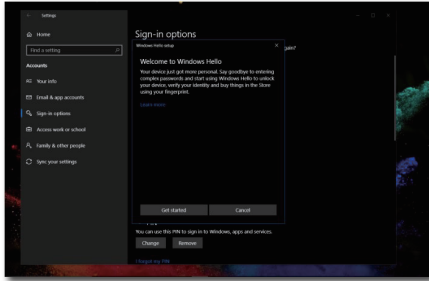 Settings
Home
Find a setting
Accounts
Your info
Email & app accounts
Sign-in options
Access work or school
Family & other people
Sync your settings
Sign-in options
gain?
Windows Hello setup
Welcome to Windows Hello
Your device just got more personal. Say goodbye to entering
complex passwords and start using Windows Hello to unlock
your device, verify your identity and buy things in the Store
using your fingerprint.
Learn more
Get started
Cancel
You can use this PIN to sign in to Windows, apps and services.
Change
Remove
I forgot my PIN